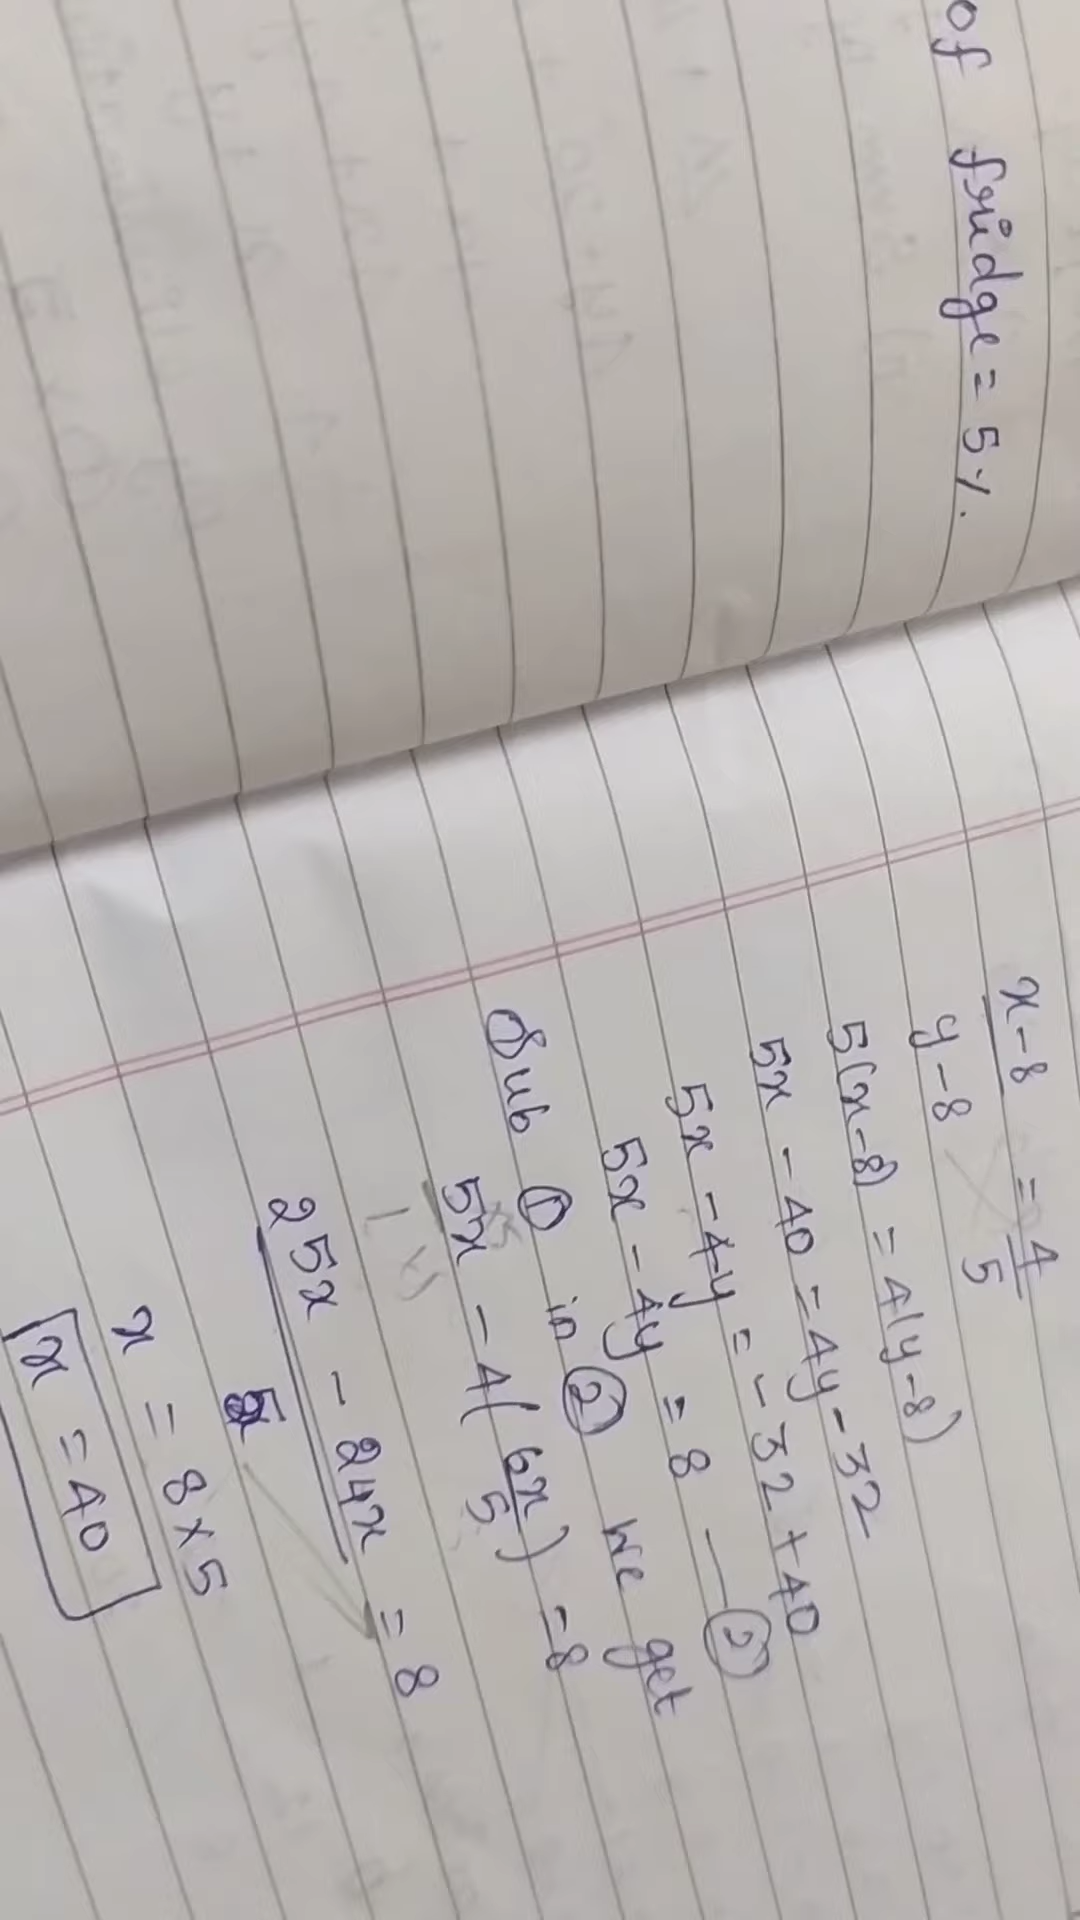 of fridge = 5%.
x-8 / y-8 = 4/5
5(x-8) = 4(y-8)
5x - 40 = 4y - 32
5x - 4y = - 32 + 40
5x - 4y = 8 — (2)
Sub (1) in (2) we get
5x - 4(6x/5) = 8
25x - 24x / 5 = 8
x = 8 × 5
x = 40